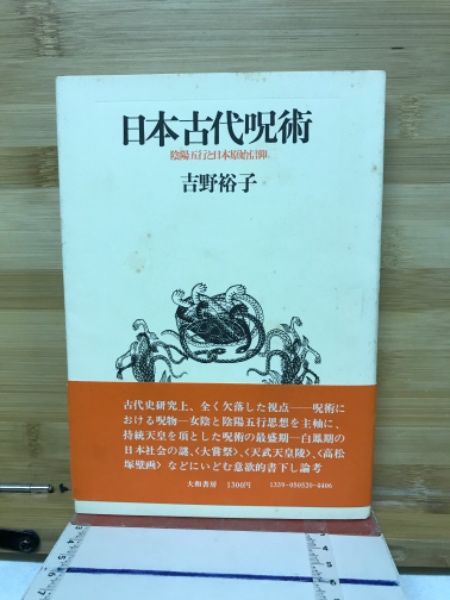 日本古代呪術
陰陽五行と日本原始信仰
吉野裕子
古代史研究上、全く欠落した視点――呪術に
おける呪物―女陰と陰陽五行思想を主軸に、
持統天皇を頂とした呪術の最盛期―白鳳期の
日本社会の謎、〈大嘗祭〉、〈天武天皇陵〉、〈高松
塚壁画〉などにいどむ意欲的書下し論考
大和書房 1300円 1339-050520-4406